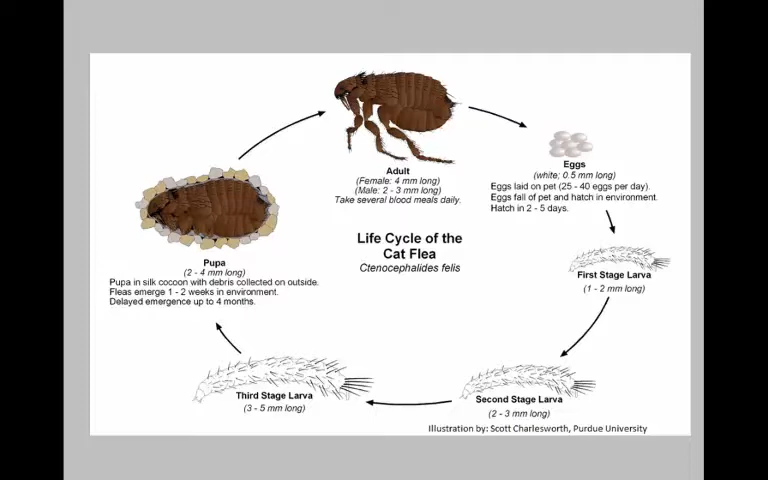 Adult
(Female: 4 mm long)
(Male: 2 - 3 mm long)
Take several blood meals daily.
Eggs
(white; 0.5 mm long)
Eggs laid on pet (25 - 40 eggs per day).
Eggs fall of pet and hatch in environment.
Hatch in 2 - 5 days.
Life Cycle of the
Cat Flea
Ctenocephalides felis
Pupa
(2 - 4 mm long)
Pupa in silk cocoon with debris collected on outside.
Fleas emerge 1 - 2 weeks in environment.
Delayed emergence up to 4 months.
First Stage Larva
(1 - 2 mm long)
Third Stage Larva
(3 - 5 mm long)
Second Stage Larva
(2 - 3 mm long)
Illustration by: Scott Charlesworth, Purdue University